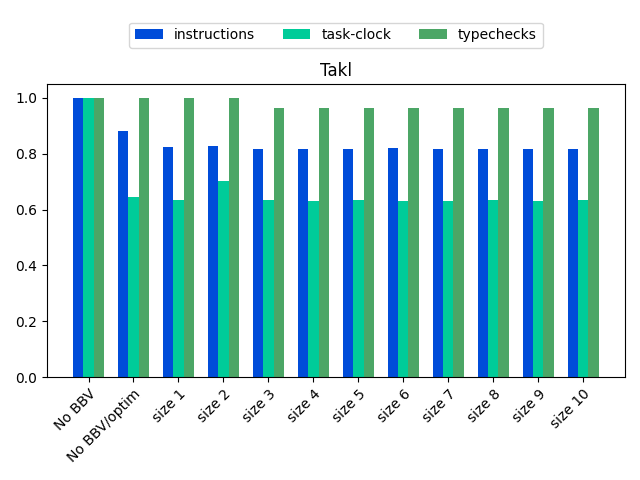 instructions task-clock typechecks
Takl
1.0
0.8
0.6
0.4
0.2
0.0
No BBV No BBV/optim size 1 size 2 size 3 size 4 size 5 size 6 size 7 size 8 size 9 size 10